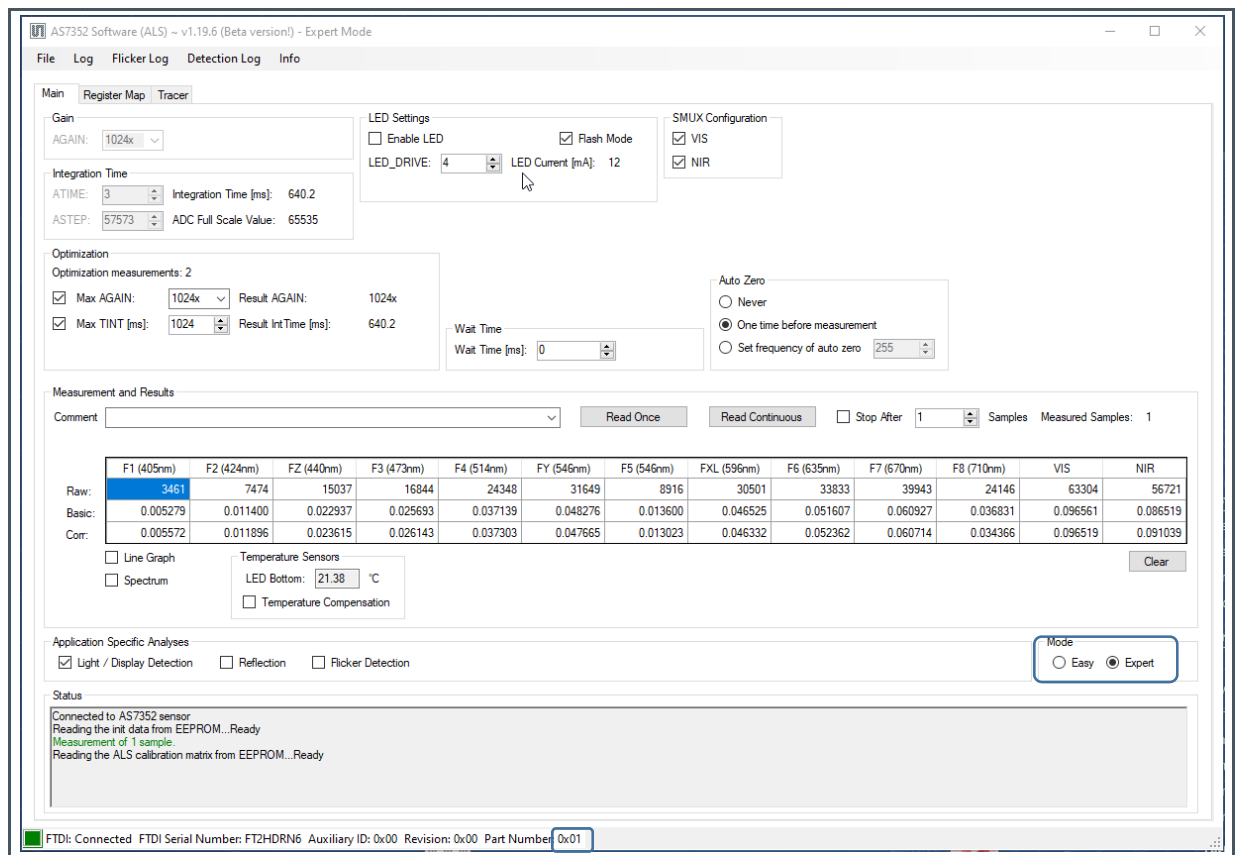 AS7352 Software (ALS) ~ v1.19.6 (Beta version!) - Expert Mode
File Log Flicker Log Detection Log Info
Main Register Map Tracer
Gain
AGAIN: 1024x
Integration Time
ATIME: 3 Integration Time [ms]: 640.2
ASTEP: 57573 ADC Full Scale Value: 65535
LED Settings
Enable LED Flash Mode
LED_DRIVE: 4 LED Current [mA]: 12
SMUX Configuration
VIS
NIR
Optimization
Optimization measurements: 2
Max AGAIN: 1024x Result AGAIN: 1024x
Max TINT [ms]: 1024 Result IntTime [ms]: 640.2
Wait Time
Wait Time [ms]: 0
Auto Zero
Never
One time before measurement
Set frequency of auto zero 255
Measurement and Results
Comment Read Once Read Continuous Stop After 1 Samples Measured Samples: 1
F1 (405nm) F2 (424nm) FZ (440nm) F3 (473nm) F4 (514nm) FY (546nm) F5 (546nm) FXL (596nm) F6 (635nm) F7 (670nm) F8 (710nm) VIS NIR
Raw: 3461 7474 15037 16844 24348 31649 8916 30501 33833 39943 24146 63304 56721
Basic: 0.005279 0.011400 0.022937 0.025693 0.037139 0.048276 0.013600 0.046525 0.051607 0.060927 0.036831 0.096561 0.086519
Corr: 0.005572 0.011896 0.023615 0.026143 0.037303 0.047665 0.013023 0.046332 0.052362 0.060714 0.034366 0.096519 0.091039
Line Graph
Spectrum
Temperature Sensors
LED Bottom: 21.38 °C
Temperature Compensation
Clear
Application Specific Analyses
Light / Display Detection Reflection Flicker Detection
Mode
Easy Expert
Status
Connected to AS7352 sensor
Reading the init data from EEPROM...Ready
Measurement of 1 sample.
Reading the ALS calibration matrix from EEPROM...Ready
FTDI: Connected FTDI Serial Number: FT2HDRN6 Auxiliary ID: 0x00 Revision: 0x00 Part Number 0x01